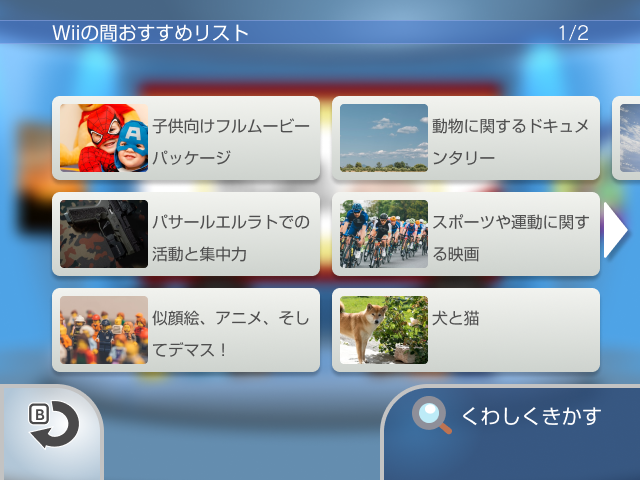 Wiiの間おすすめリスト
1/2
子供向けフルムービー
パッケージ
動物に関するドキュメ
ンタリー
パサールエルラトでの
活動と集中力
スポーツや運動に関す
る映画
似顔絵、アニメ、そし
てデマス！
犬と猫
B
くわしくきかす